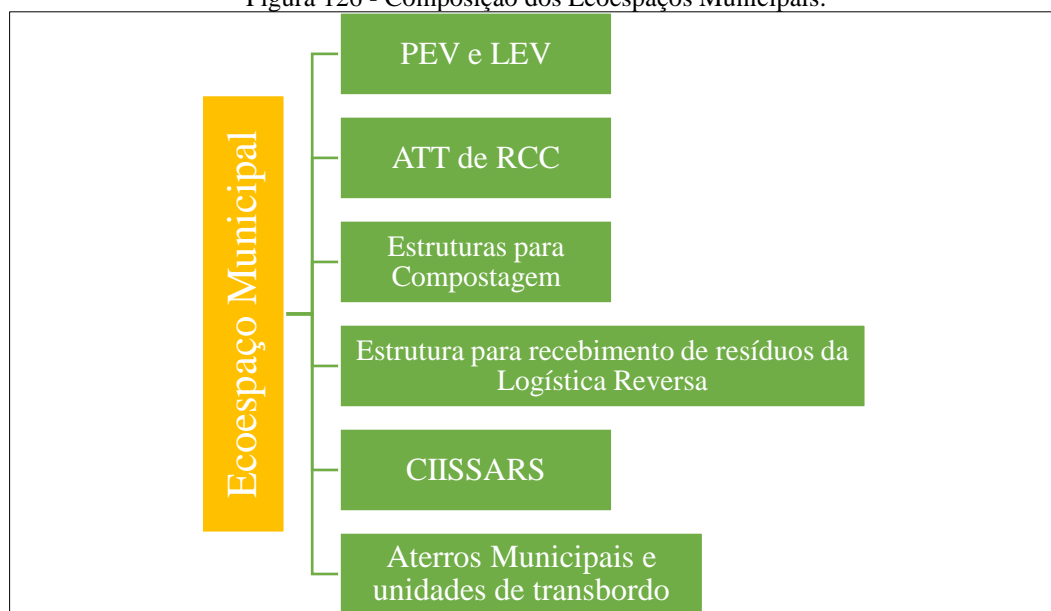 Figura 126 - Composição dos Ecoespaços Municipais.
Ecoespaço Municipal
PEV e LEV
ATT de RCC
Estruturas para
Compostagem
Estrutura para recebimento de resíduos da
Logística Reversa
CIISSARS
Aterros Municipais e
unidades de transbordo